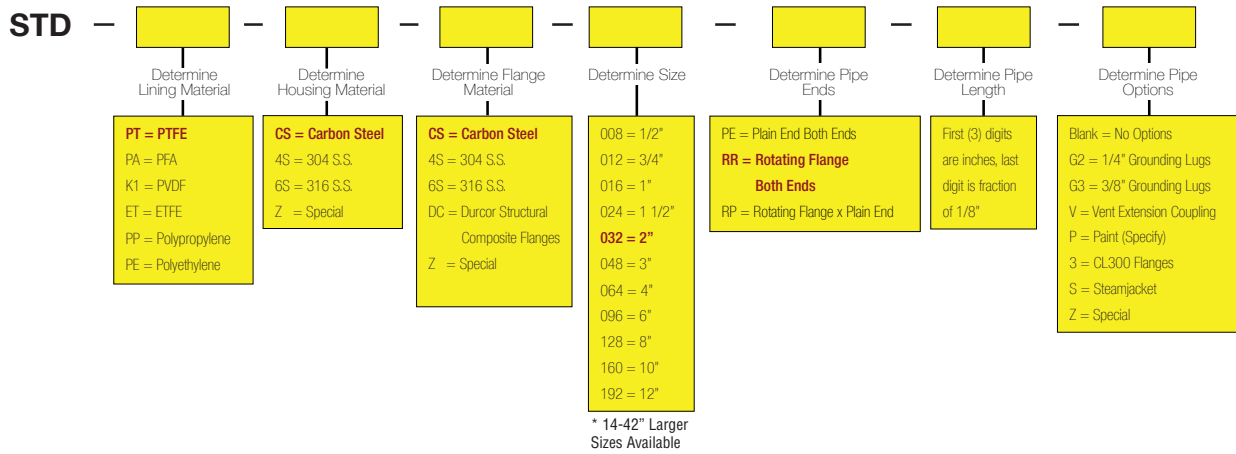 STD – – – – – – –
Determine
Lining Material
Determine
Housing Material
Determine Flange
Material
Determine Size
Determine Pipe
Ends
Determine Pipe
Length
Determine Pipe
Options
PT = PTFE
PA = PFA
K1 = PVDF
ET = ETFE
PP = Polypropylene
PE = Polyethylene
CS = Carbon Steel
4S = 304 S.S.
6S = 316 S.S.
Z = Special
CS = Carbon Steel
4S = 304 S.S.
6S = 316 S.S.
DC = Durcor Structural
Composite Flanges
Z = Special
008 = 1/2"
012 = 3/4"
016 = 1"
024 = 1 1/2"
032 = 2"
048 = 3"
064 = 4"
096 = 6"
128 = 8"
160 = 10"
192 = 12"
* 14-42" Larger
Sizes Available
PE = Plain End Both Ends
RR = Rotating Flange
Both Ends
RP = Rotating Flange x Plain End
First (3) digits
are inches, last
digit is fraction
of 1/8"
Blank = No Options
G2 = 1/4" Grounding Lugs
G3 = 3/8" Grounding Lugs
V = Vent Extension Coupling
P = Paint (Specify)
3 = CL300 Flanges
S = Steamjacket
Z = Special